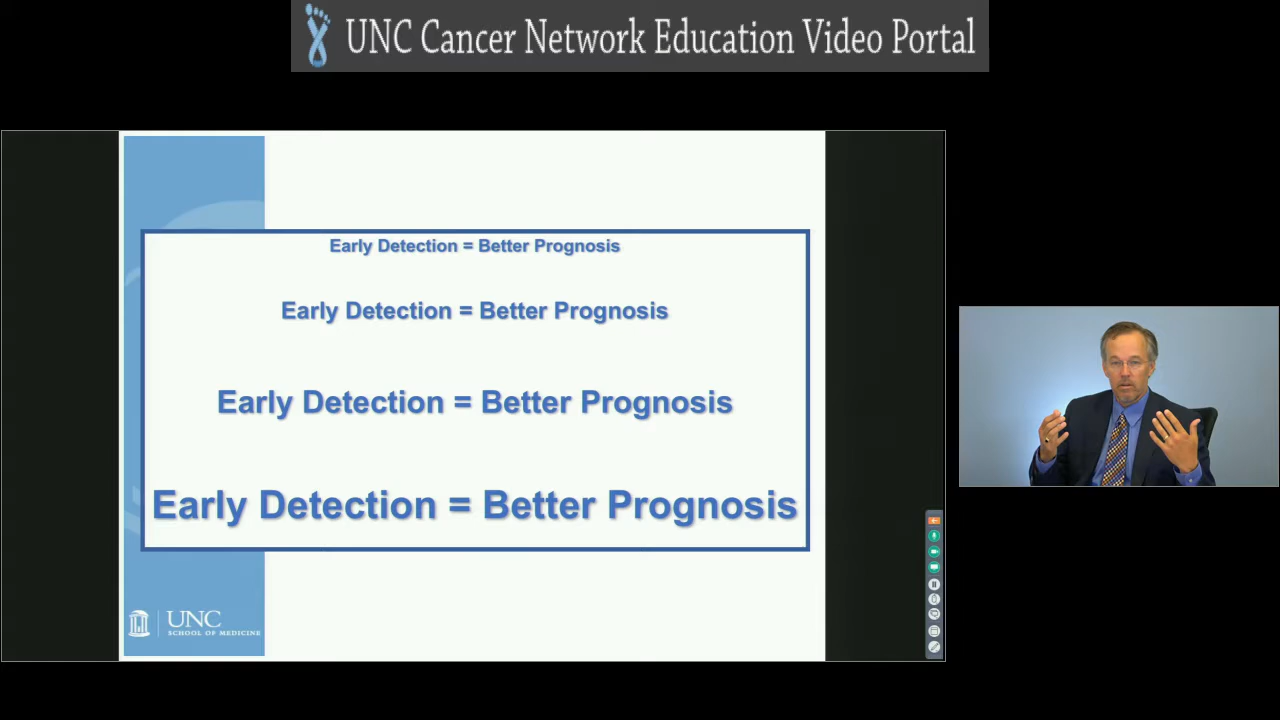 UNC Cancer Network Education Video Portal
Early Detection = Better Prognosis
Early Detection = Better Prognosis
Early Detection = Better Prognosis
Early Detection = Better Prognosis
UNC
SCHOOL OF MEDICINE